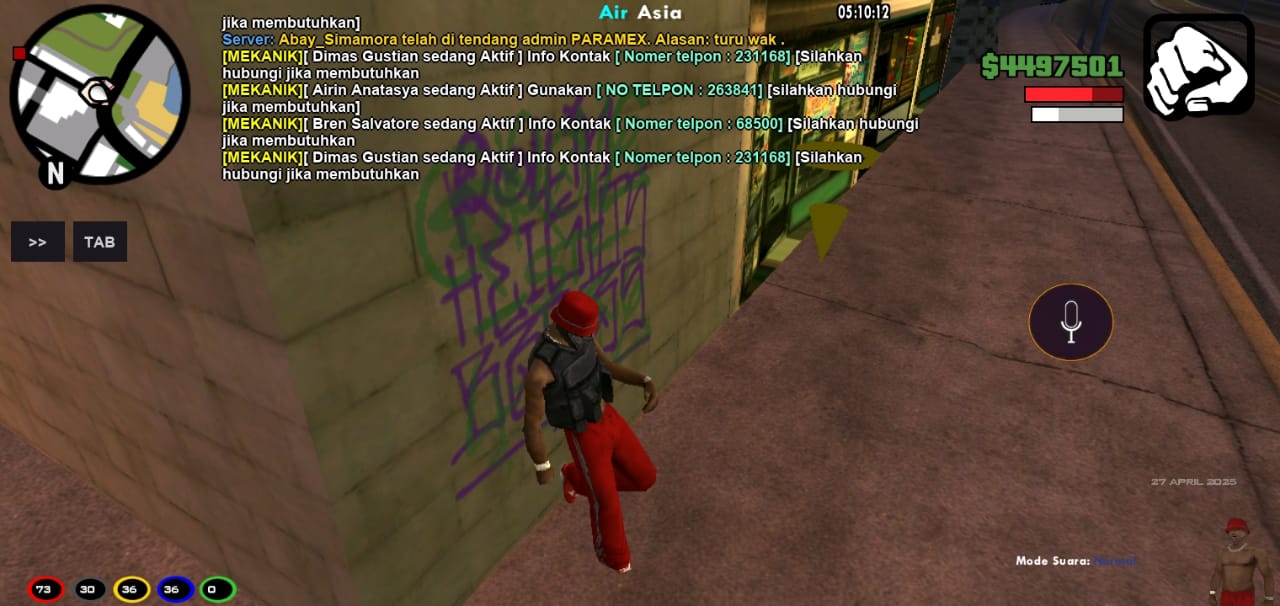 Air Asia
05:10:12
jika membutuhkan]
Server: Abay_Simamora telah di tendang admin PARAMEX. Alasan: turu wak .
[MEKANIK][ Dimas Gustian sedang Aktif ] Info Kontak [ Nomer telpon : 231168] [Silahkan
hubungi jika membutuhkan
[MEKANIK][ Airin Anatasya sedang Aktif ] Gunakan [ NO TELPON : 263841] [silahkan hubungi
jika membutuhkan]
[MEKANIK][ Bren Salvatore sedang Aktif ] Info Kontak [ Nomer telpon : 68500] [Silahkan hubungi
jika membutuhkan
[MEKANIK][ Dimas Gustian sedang Aktif ] Info Kontak [ Nomer telpon : 231168] [Silahkan
hubungi jika membutuhkan
$4497501
N
>> TAB
27 APRIL 2025
Mode Suara: Normal
73 30 36 36 0